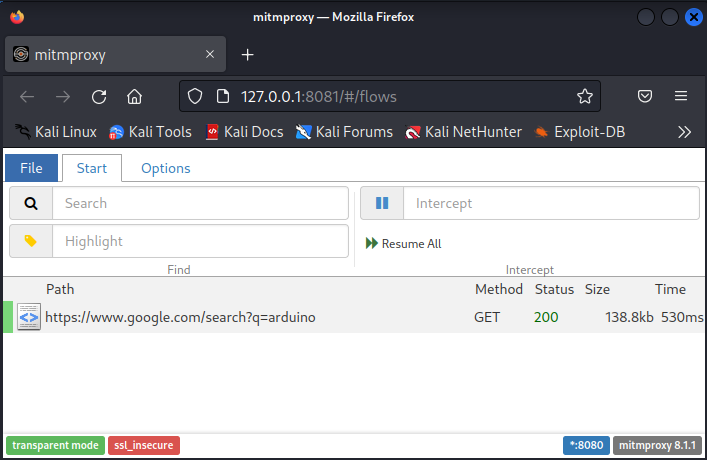 mitmproxy — Mozilla Firefox
mitmproxy
127.0.0.1:8081/#/flows
Kali Linux Kali Tools Kali Docs Kali Forums Kali NetHunter Exploit-DB
File Start Options
Search Intercept
Highlight Resume All
Find Intercept
Path Method Status Size Time
https://www.google.com/search?q=arduino GET 200 138.8kb 530ms
transparent mode ssl_insecure *:8080 mitmproxy 8.1.1